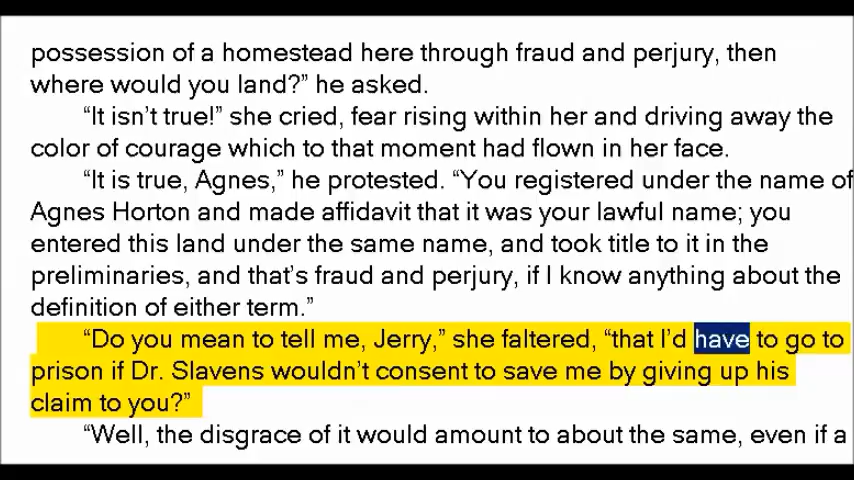 possession of a homestead here through fraud and perjury, then
where would you land?” he asked.
“It isn’t true!” she cried, fear rising within her and driving away the
color of courage which to that moment had flown in her face.
“It is true, Agnes,” he protested. “You registered under the name of
Agnes Horton and made affidavit that it was your lawful name; you
entered this land under the same name, and took title to it in the
preliminaries, and that’s fraud and perjury, if I know anything about the
definition of either term.”
“Do you mean to tell me, Jerry,” she faltered, “that I’d have to go to
prison if Dr. Slavens wouldn’t consent to save me by giving up his
claim to you?”
“Well, the disgrace of it would amount to about the same, even if a